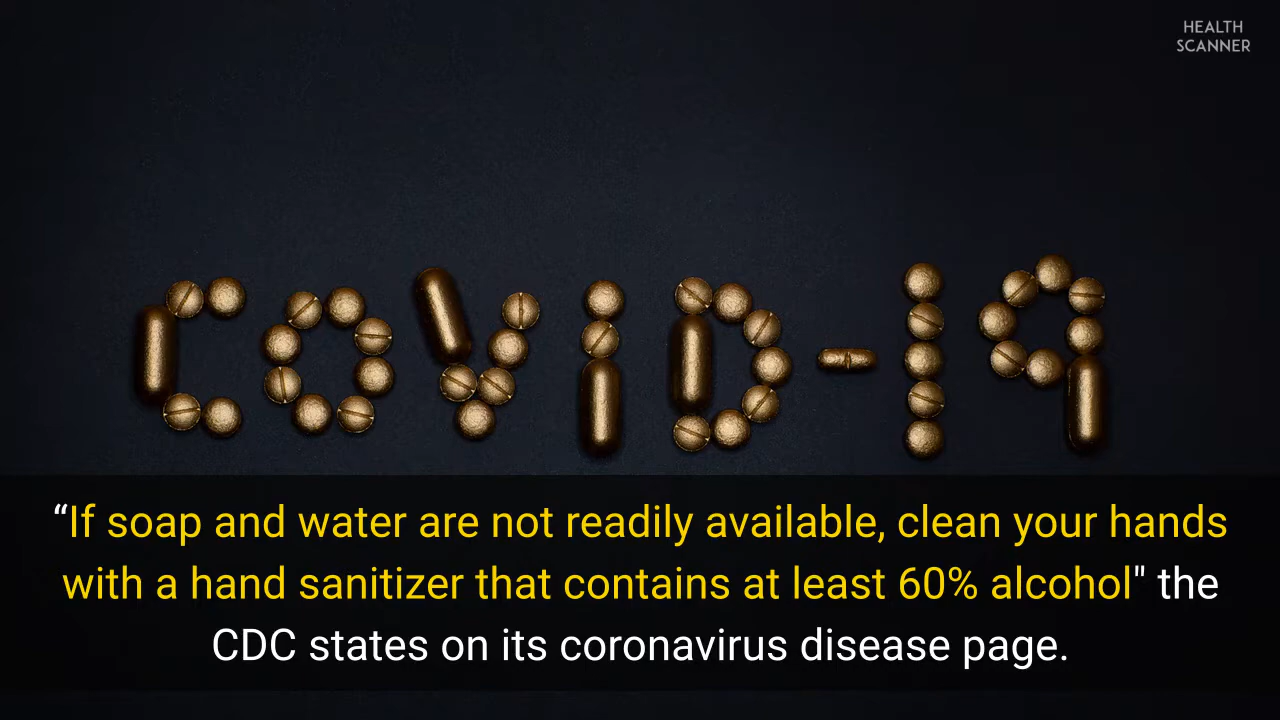 HEALTH
SCANNER
COVID-19
“If soap and water are not readily available, clean your hands
with a hand sanitizer that contains at least 60% alcohol" the
CDC states on its coronavirus disease page.